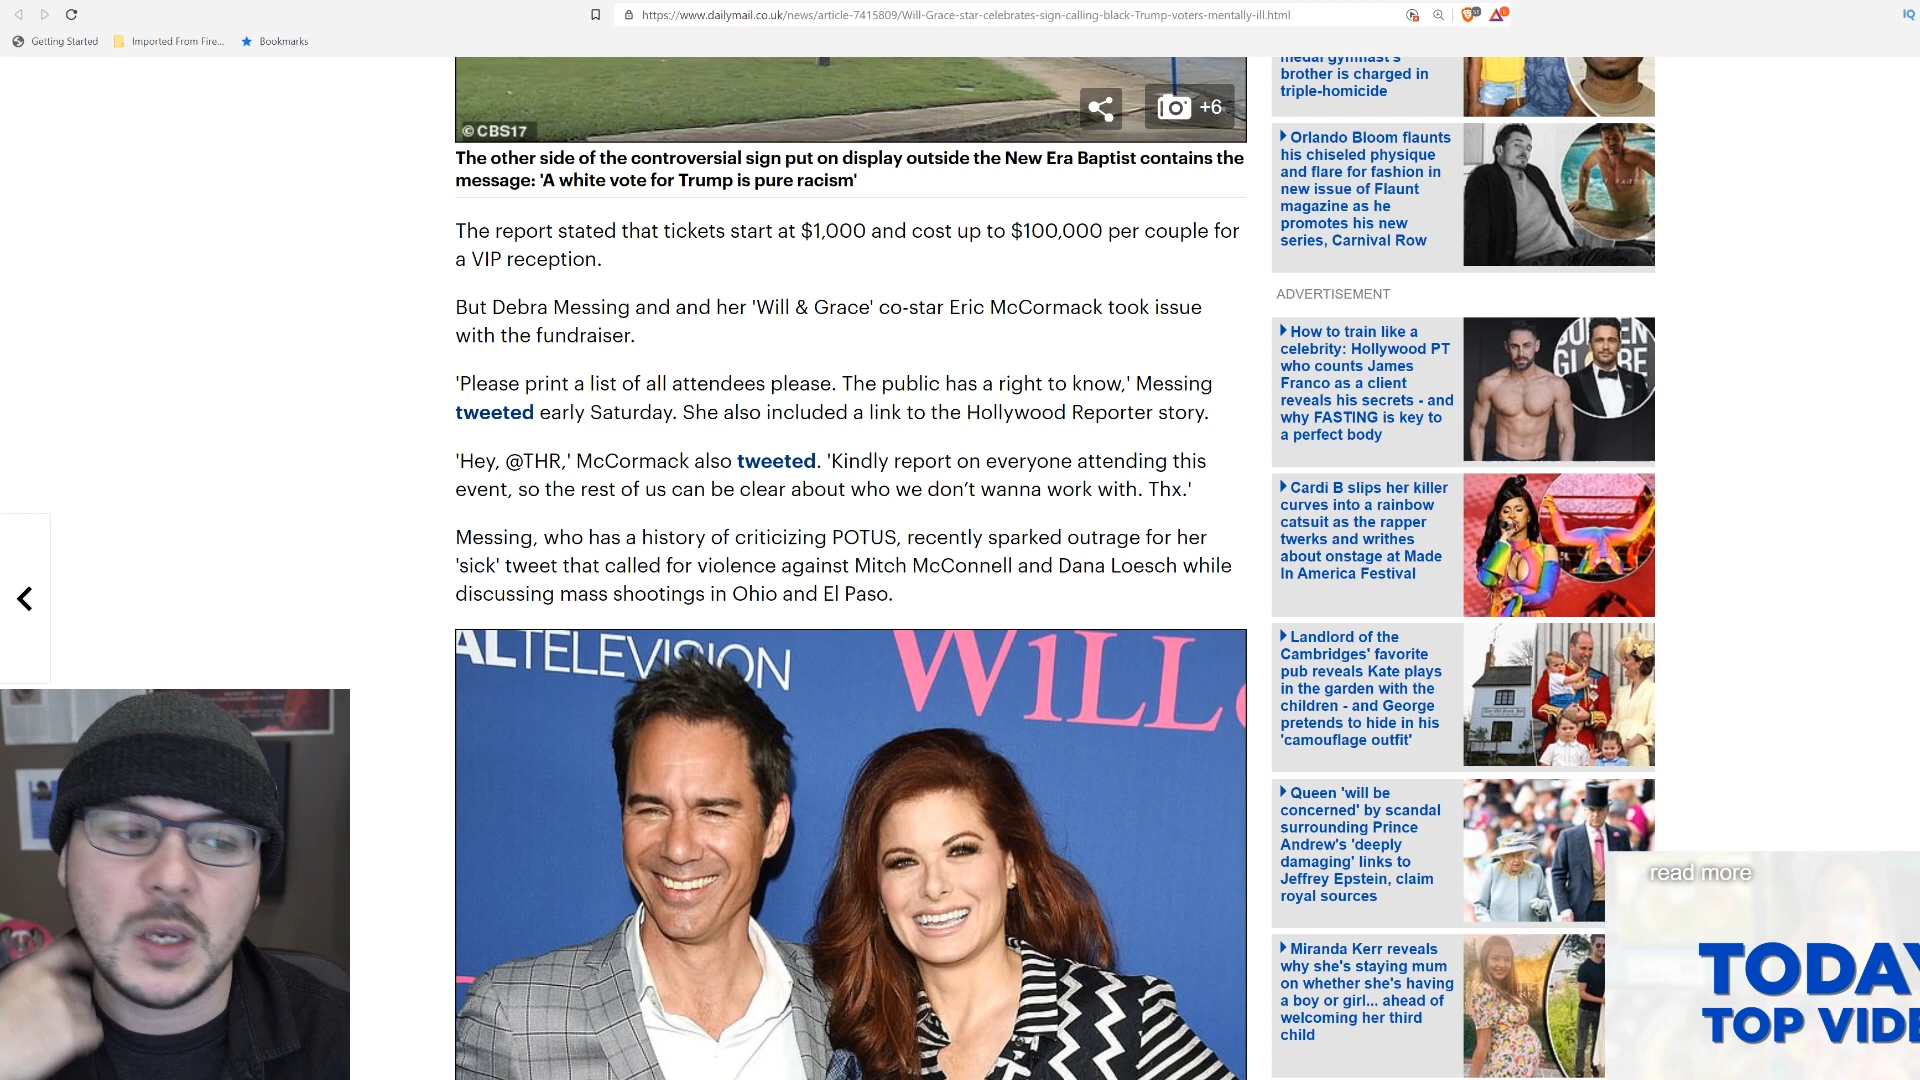 https://www.dailymail.co.uk/news/article-7415809/Will-Grace-star-celebrates-sign-calling-black-Trump-voters-mentally-ill.html
IQ
Getting Started
Imported From Fire...
Bookmarks
© CBS17
+6
The other side of the controversial sign put on display outside the New Era Baptist contains the
message: 'A white vote for Trump is pure racism'
The report stated that tickets start at $1,000 and cost up to $100,000 per couple for
a VIP reception.
But Debra Messing and and her 'Will & Grace' co-star Eric McCormack took issue
with the fundraiser.
'Please print a list of all attendees please. The public has a right to know,' Messing
tweeted early Saturday. She also included a link to the Hollywood Reporter story.
'Hey, @THR,' McCormack also tweeted. 'Kindly report on everyone attending this
event, so the rest of us can be clear about who we don’t wanna work with. Thx.'
Messing, who has a history of criticizing POTUS, recently sparked outrage for her
'sick' tweet that called for violence against Mitch McConnell and Dana Loesch while
discussing mass shootings in Ohio and El Paso.
AL TELEVISION
WiLL
medal gymnast's
brother is charged in
triple-homicide
Orlando Bloom flaunts
his chiseled physique
and flare for fashion in
new issue of Flaunt
magazine as he
promotes his new
series, Carnival Row
ADVERTISEMENT
How to train like a
celebrity: Hollywood PT
who counts James
Franco as a client
reveals his secrets - and
why FASTING is key to
a perfect body
Cardi B slips her killer
curves into a rainbow
catsuit as the rapper
twerks and writhes
about onstage at Made
In America Festival
Landlord of the
Cambridges' favorite
pub reveals Kate plays
in the garden with the
children - and George
pretends to hide in his
'camouflage outfit'
Queen 'will be
concerned' by scandal
surrounding Prince
Andrew's 'deeply
damaging' links to
Jeffrey Epstein, claim
royal sources
Miranda Kerr reveals
why she's staying mum
on whether she's having
a boy or girl... ahead of
welcoming her third
child
read more
TODAY
TOP VIDE